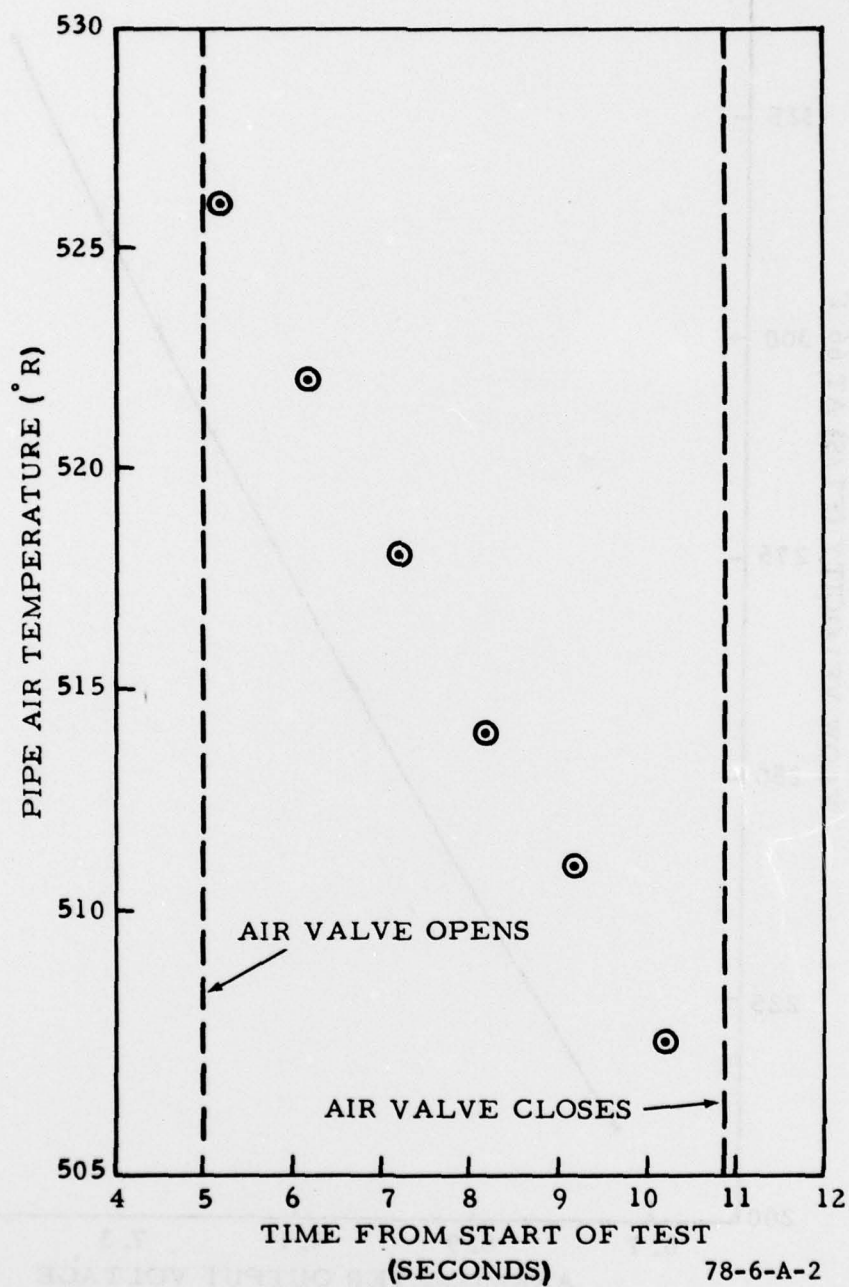 530
525
520
515
510
505
PIPE AIR TEMPERATURE (°R)
AIR VALVE OPENS
AIR VALVE CLOSES
4 5 6 7 8 9 10 11 12
TIME FROM START OF TEST
(SECONDS)
78-6-A-2